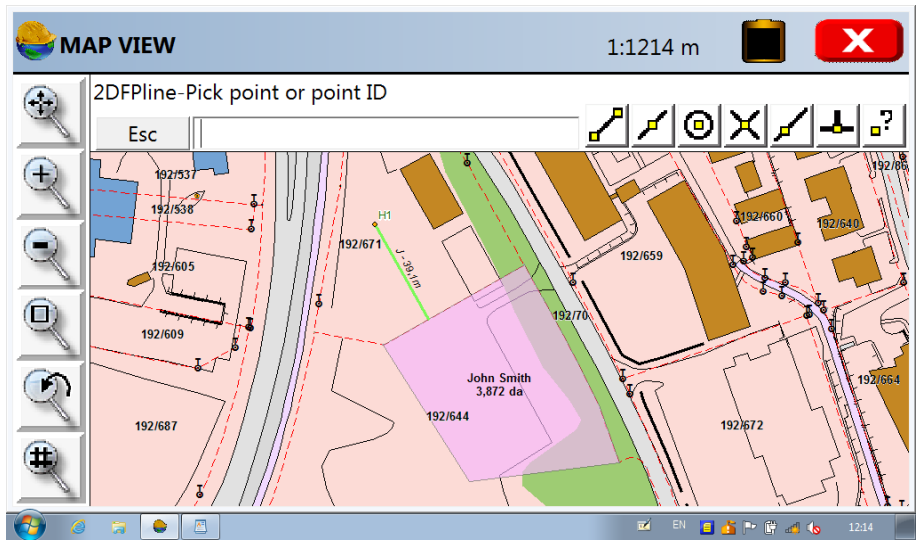 MAP VIEW
1:1214 m
X
2DFPline-Pick point or point ID
Esc
?
192/537
192/538
192/605
192/609
192/687
H1
192/671
J - 39,1m
192/70
John Smith
3,872 da
192/644
192/659
192/660
192/640
192/86
192/664
192/672
EN
12:14